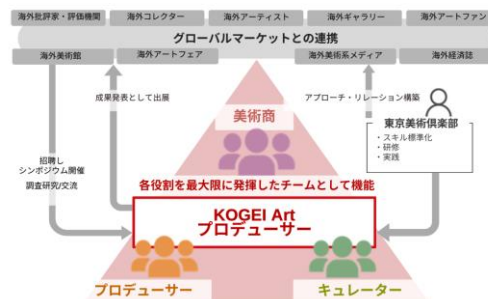 海外批評家・評価機関
海外コレクター
海外アーティスト
海外ギャラリー
海外アートファン
グローバルマーケットとの連携
海外美術館
海外アートフェア
海外美術系メディア
海外経済誌
成果発表として出展
アプローチ・リレーション構築
美術商
東京美術倶楽部
・スキル標準化
・研修
・実践
招聘し
シンポジウム開催
調査研究/交流
各役割を最大限に発揮したチームとして機能
KOGEI Art
プロデューサー
プロデューサー
キュレーター